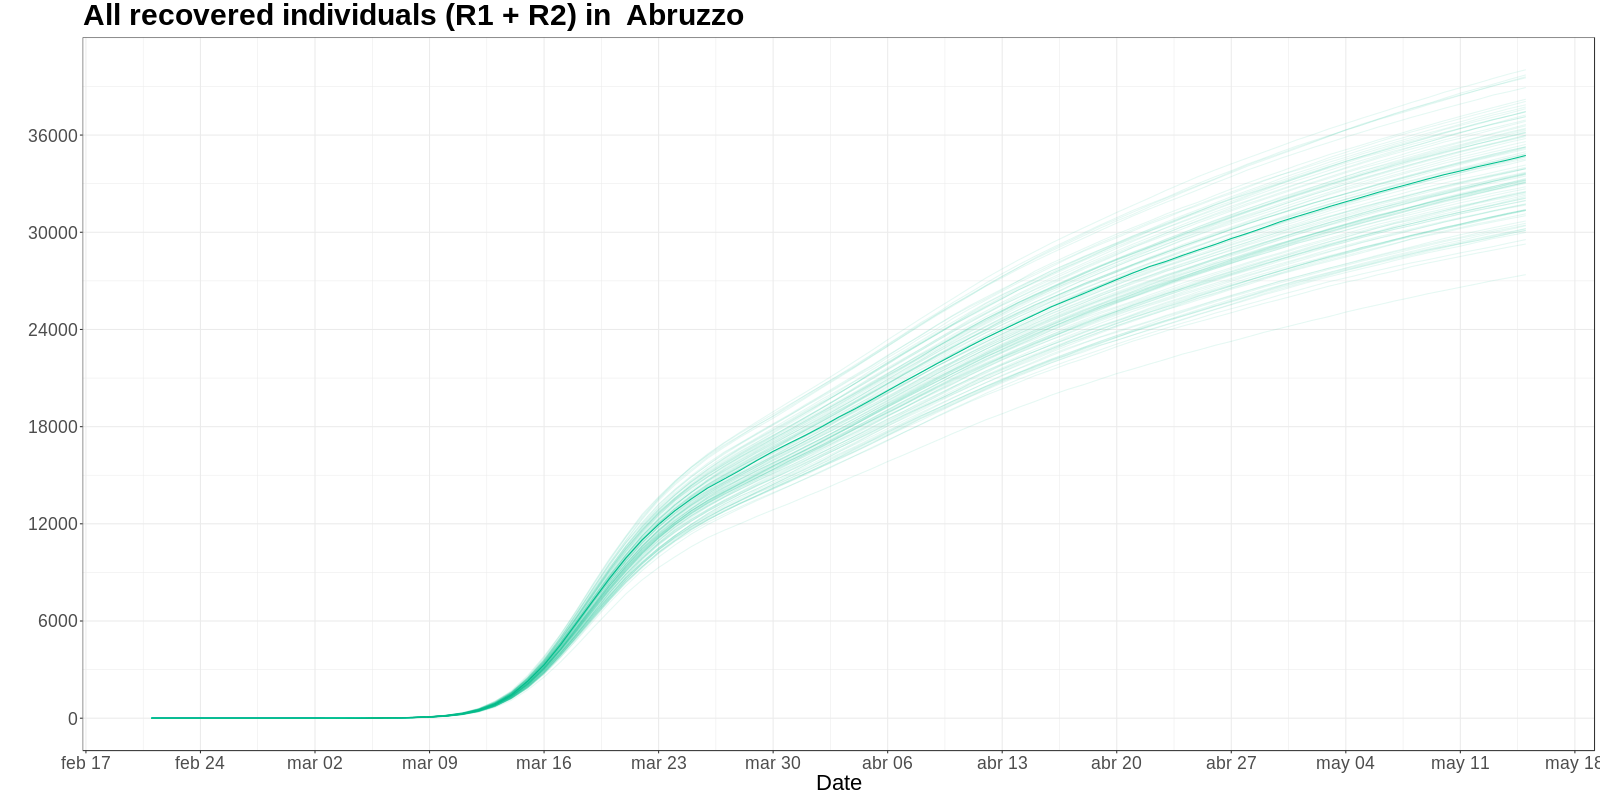 All recovered individuals (R1 + R2) in  Abruzzo
36000
30000
24000
18000
12000
6000
0
feb 17 feb 24 mar 02 mar 09 mar 16 mar 23 mar 30 abr 06 abr 13 abr 20 abr 27 may 04 may 11 may 18
Date